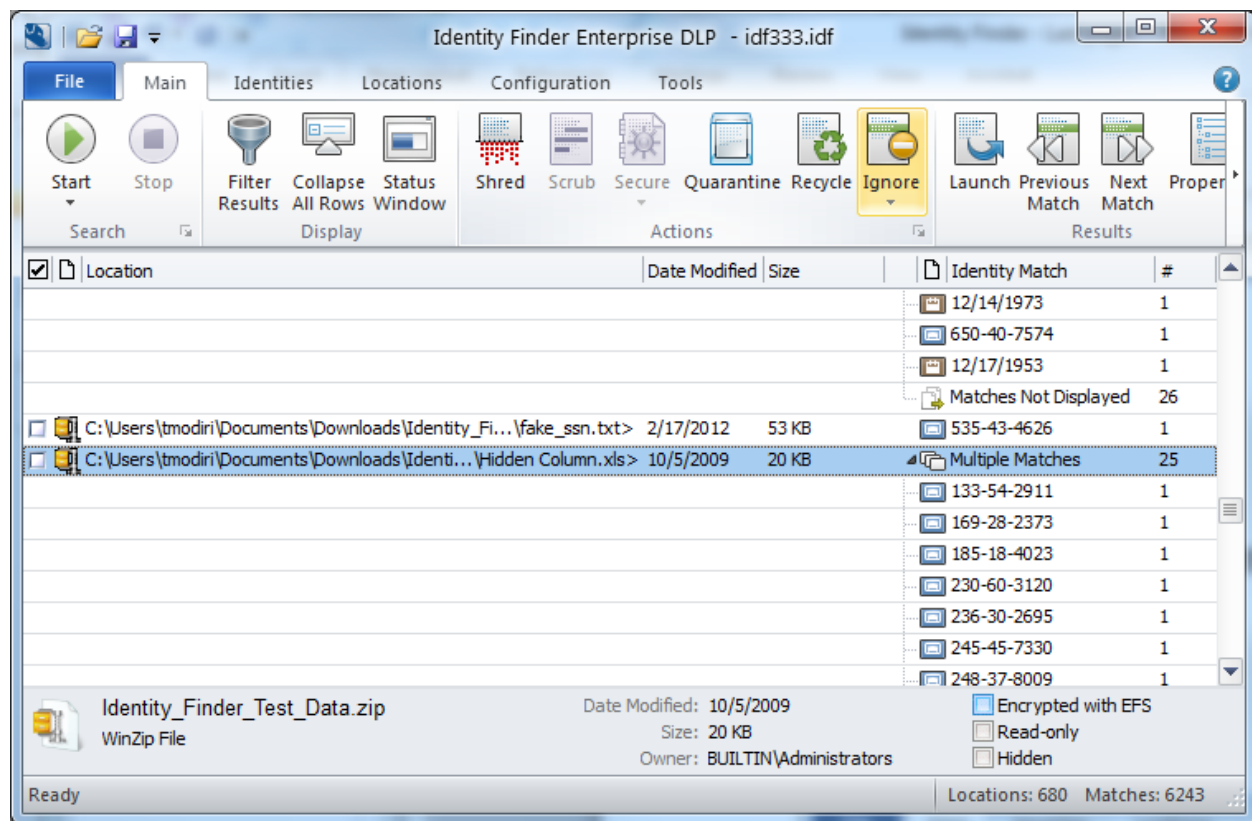 Identity Finder Enterprise DLP - idf333.idf
File Main Identities Locations Configuration Tools
Start Stop Filter Results Collapse All Rows Status Window Shred Scrub Secure Quarantine Recycle Ignore Launch Previous Match Next Match Proper
Search Display Actions Results
Location Date Modified Size Identity Match #
12/14/1973 1
650-40-7574 1
12/17/1953 1
Matches Not Displayed 26
C:\Users\tmodiri\Documents\Downloads\Identity_Fi...\fake_ssn.txt> 2/17/2012 53 KB 535-43-4626 1
C:\Users\tmodiri\Documents\Downloads\Identi...\Hidden Column.xls> 10/5/2009 20 KB Multiple Matches 25
133-54-2911 1
169-28-2373 1
185-18-4023 1
230-60-3120 1
236-30-2695 1
245-45-7330 1
248-37-8009 1
Identity_Finder_Test_Data.zip Date Modified: 10/5/2009 Encrypted with EFS
WinZip File Size: 20 KB Read-only
Owner: BUILTIN\Administrators Hidden
Ready Locations: 680 Matches: 6243